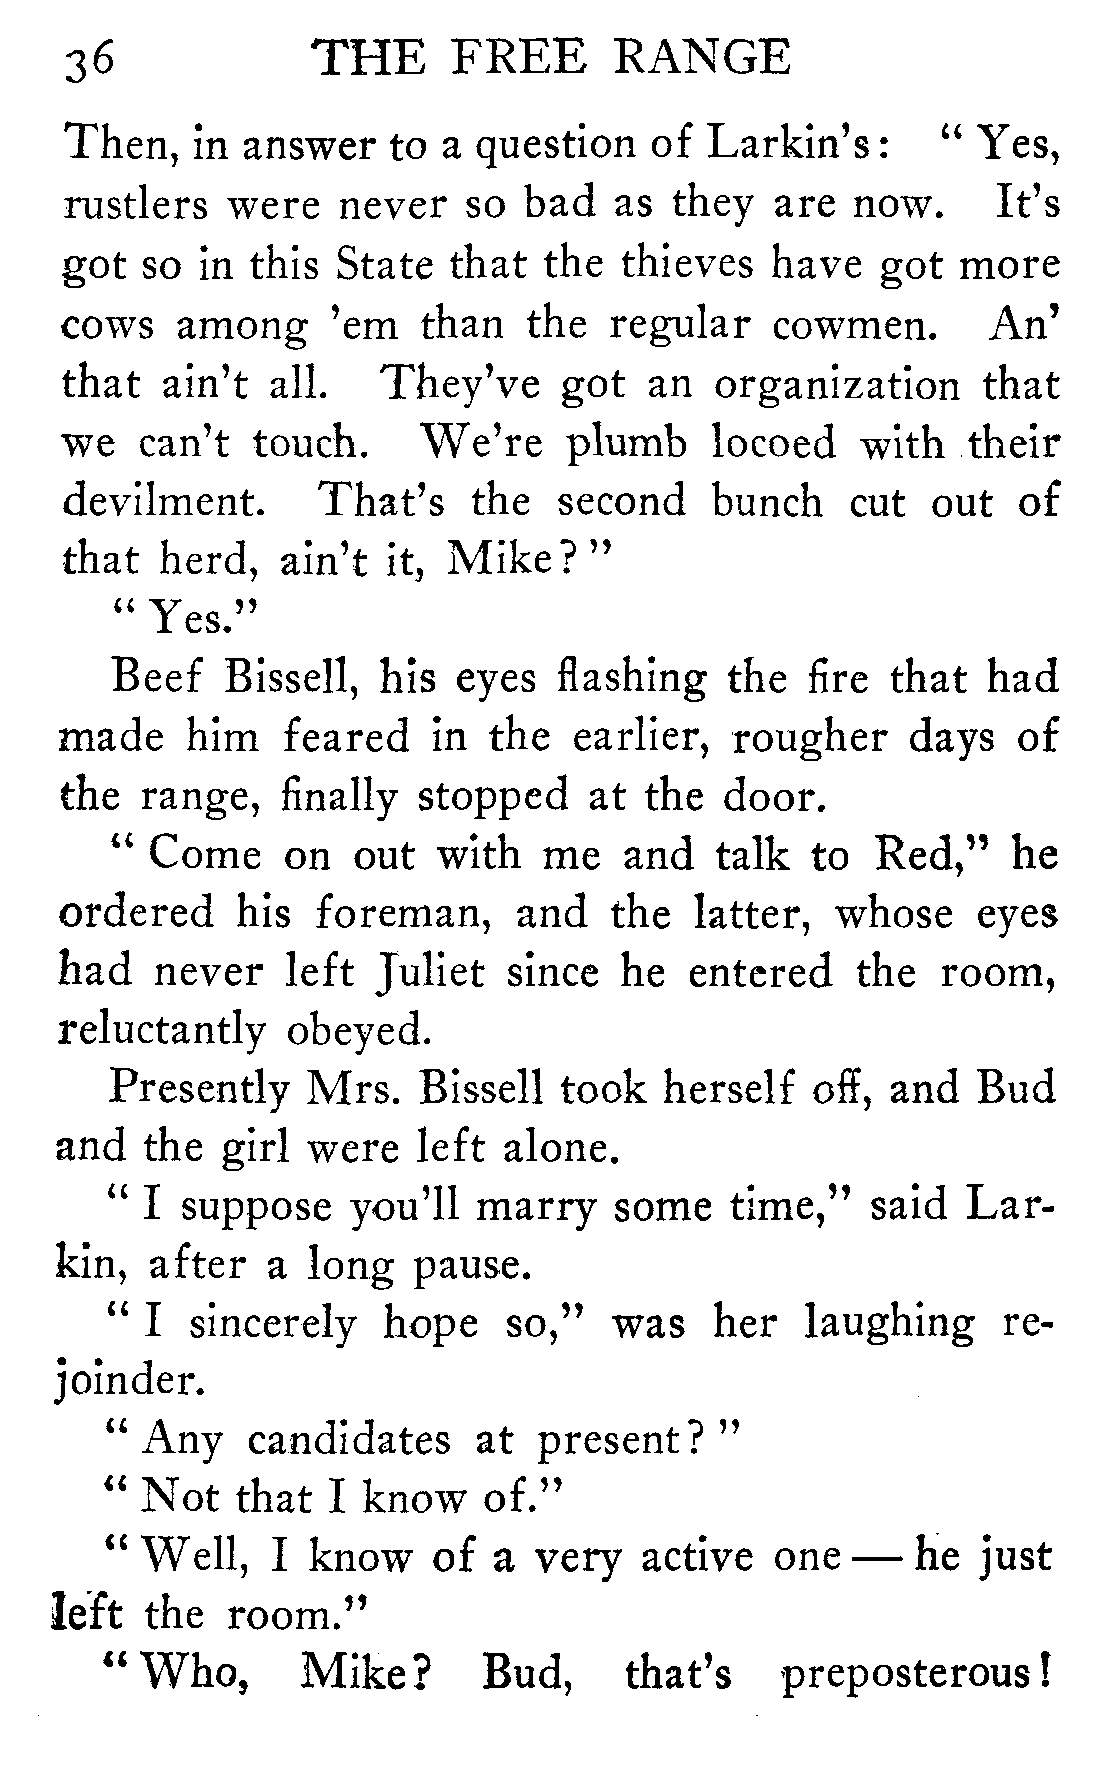 36 THE FREE RANGE
Then, in answer to a question of Larkin's: " Yes,
rustlers were never so bad as they are now. It's
got so in this State that the thieves have got more
cows among 'em than the regular cowmen. An'
that ain't all. They've got an organization that
we can't touch. We're plumb locoed with their
devilment. That's the second bunch cut out of
that herd, ain't it, Mike? "
" Yes."
Beef Bissell, his eyes flashing the fire that had
made him feared in the earlier, rougher days of
the range, finally stopped at the door.
" Come on out with me and talk to Red," he
ordered his foreman, and the latter, whose eyes
had never left Juliet since he entered the room,
reluctantly obeyed.
Presently Mrs. Bissell took herself off, and Bud
and the girl were left alone.
" I suppose you'll marry some time," said Lar-
kin, after a long pause.
" I sincerely hope so," was her laughing re-
joinder.
" Any candidates at present? "
" Not that I know of."
" Well, I know of a very active one — he just
left the room."
" Who, Mike? Bud, that's preposterous!